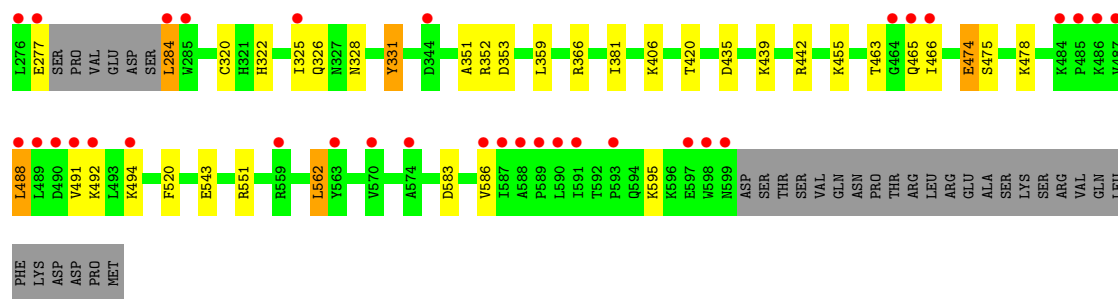 L276 E277 SER PRO VAL GLU ASP SER L284 W285 C320 H321 H322 I325 Q326 N327 N328 Y331 D344 A351 R352 D353 L359 R366 I381 K406 T420 D435 K439 R442 K455 T463 G464 Q465 I466 E474 S475 K478 K484 P485 K486 V487
L488 L489 D490 V491 K492 L493 K494 F520 E543 R551 R559 L562 Y563 V570 A574 D583 V586 I587 A588 P589 L590 I591 T592 P593 Q594 K595 K596 E597 W598 N599 ASP SER THR SER VAL GLN ASN PRO THR ARG LEU ARG GLU ALA SER LYS SER ARG VAL GLN LEU
PHE LYS ASP ASP PRO MET